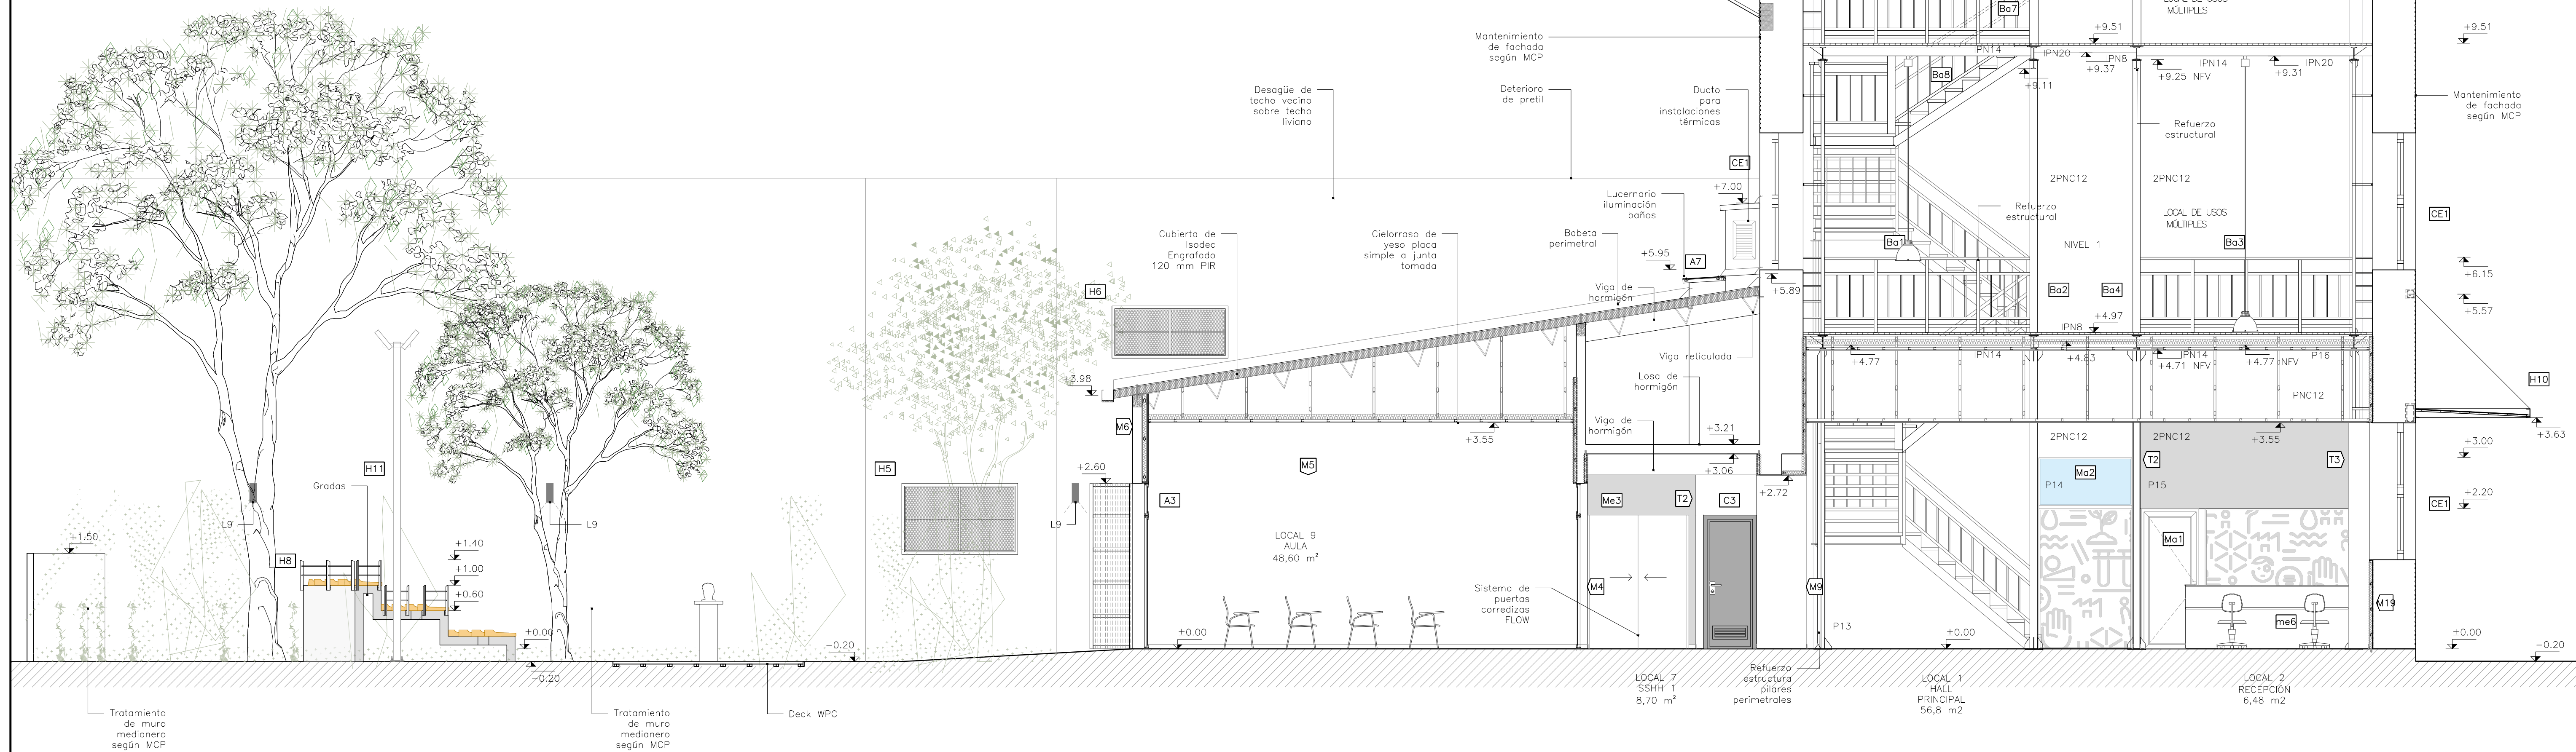 LOCAL DE USOS
MÚLTIPLES
Ba7
+9.51
+9.51
Mantenimiento
de fachada
según MCP
IPN14
IPN20
IPN8
+9.37
+9.25 NFV
IPN14
+9.31
IPN20
+9.11
Ba8
Desagüe de
techo vecino
sobre techo
liviano
Deterioro
de pretil
Ducto
para
instalaciones
térmicas
Refuerzo
estructural
Mantenimiento
de fachada
según MCP
CE1
+7.00
2PNC12
2PNC12
Lucernario
iluminación
baños
Refuerzo
estructural
LOCAL DE USOS
MÚLTIPLES
CE1
Cubierta de
Isodec
Engrafado
120 mm PIR
Cielorraso de
yeso placa
simple a junta
tomada
Babeta
perimetral
Ba1
NIVEL 1
Ba3
+5.95
A7
+6.15
+5.89
H6
Viga de
hormigón
Ba2
Ba4
+5.57
+4.97
IPN8
Viga reticulada
+4.77
IPN14
+4.83
IPN14
+4.71 NFV
+4.77 NFV
P16
+3.98
Losa de
hormigón
H10
PNC12
M6
Viga de
hormigón
+3.55
+3.21
2PNC12
2PNC12
+3.55
+3.63
+3.00
H11
H5
+2.60
M5
+3.06
T2
T3
Gradas
Ma2
+2.72
P14
P15
A3
Me3
T2
C3
CE1
+2.20
L9
L9
L9
+1.50
+1.40
LOCAL 9
AULA
48,60 m²
Ma1
H8
+1.00
+0.60
Sistema de
puertas
corredizas
FLOW
M4
M9
M19
me6
P13
±0.00
±0.00
±0.00
±0.00
-0.20
-0.20
-0.20
Refuerzo
estructura
pilares
perimetrales
LOCAL 7
SSHH 1
8,70 m²
LOCAL 1
HALL
PRINCIPAL
56,8 m2
LOCAL 2
RECEPCIÓN
6,48 m2
Tratamiento
de muro
medianero
según MCP
Tratamiento
de muro
medianero
según MCP
Deck WPC